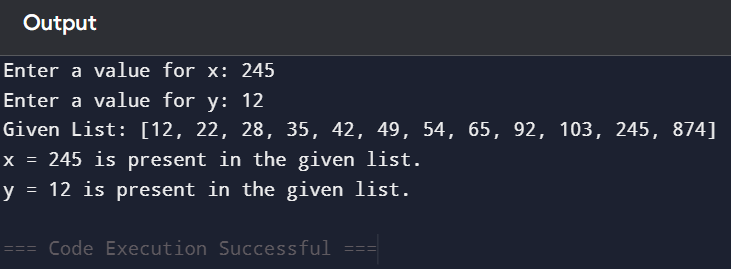 Output
Enter a value for x: 245
Enter a value for y: 12
Given List: [12, 22, 28, 35, 42, 49, 54, 65, 92, 103, 245, 874]
x = 245 is present in the given list.
y = 12 is present in the given list.
=== Code Execution Successful ===